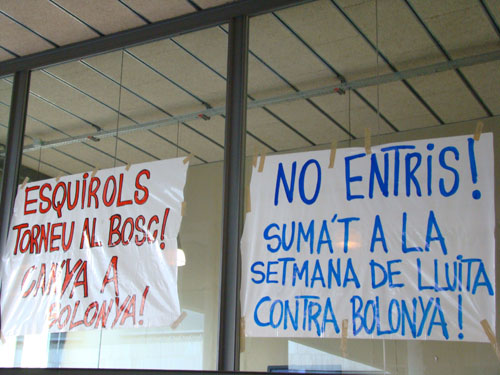 ESQUIROLS
TORNEU AL BOSC!
CANYA A
BOLONYA!
NO ENTRIS!
SUMA'T A LA
SETMANA DE LLUITA
CONTRA BOLONYA!